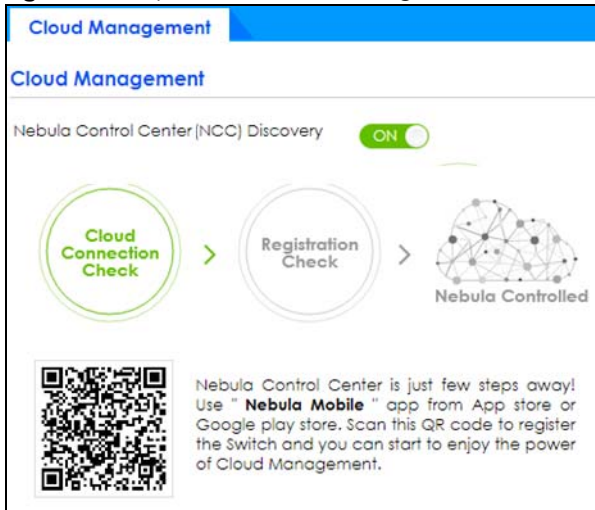 Cloud Management
Cloud Management
Nebula Control Center (NCC) Discovery
ON
Cloud
Connection
Check
>
Registration
Check
>
Nebula Controlled
Nebula Control Center is just few steps away!
Use " Nebula Mobile " app from App store or
Google play store. Scan this QR code to register
the Switch and you can start to enjoy the power
of Cloud Management.